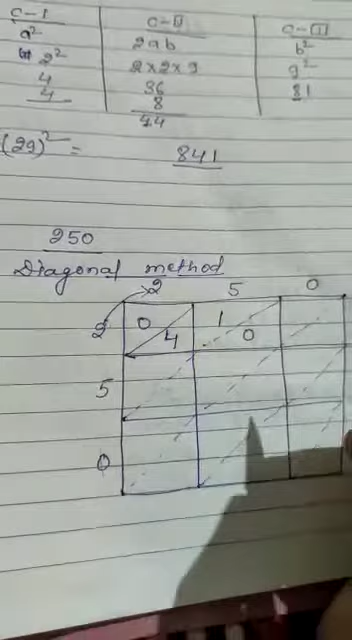 C-I C-II C-III
a² 2ab b²
2² 2×2×9 9²
4 36 81
4 8
44
(29)² = 841
250
Diagonal method
2 5 0
2 0 4 1 0
5
0